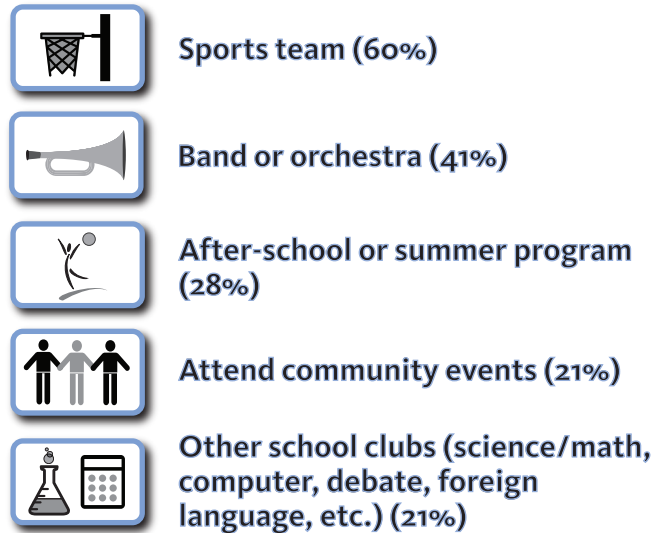 Sports team (60%)
Band or orchestra (41%)
After-school or summer program
(28%)
Attend community events (21%)
Other school clubs (science/math,
computer, debate, foreign
language, etc.) (21%)